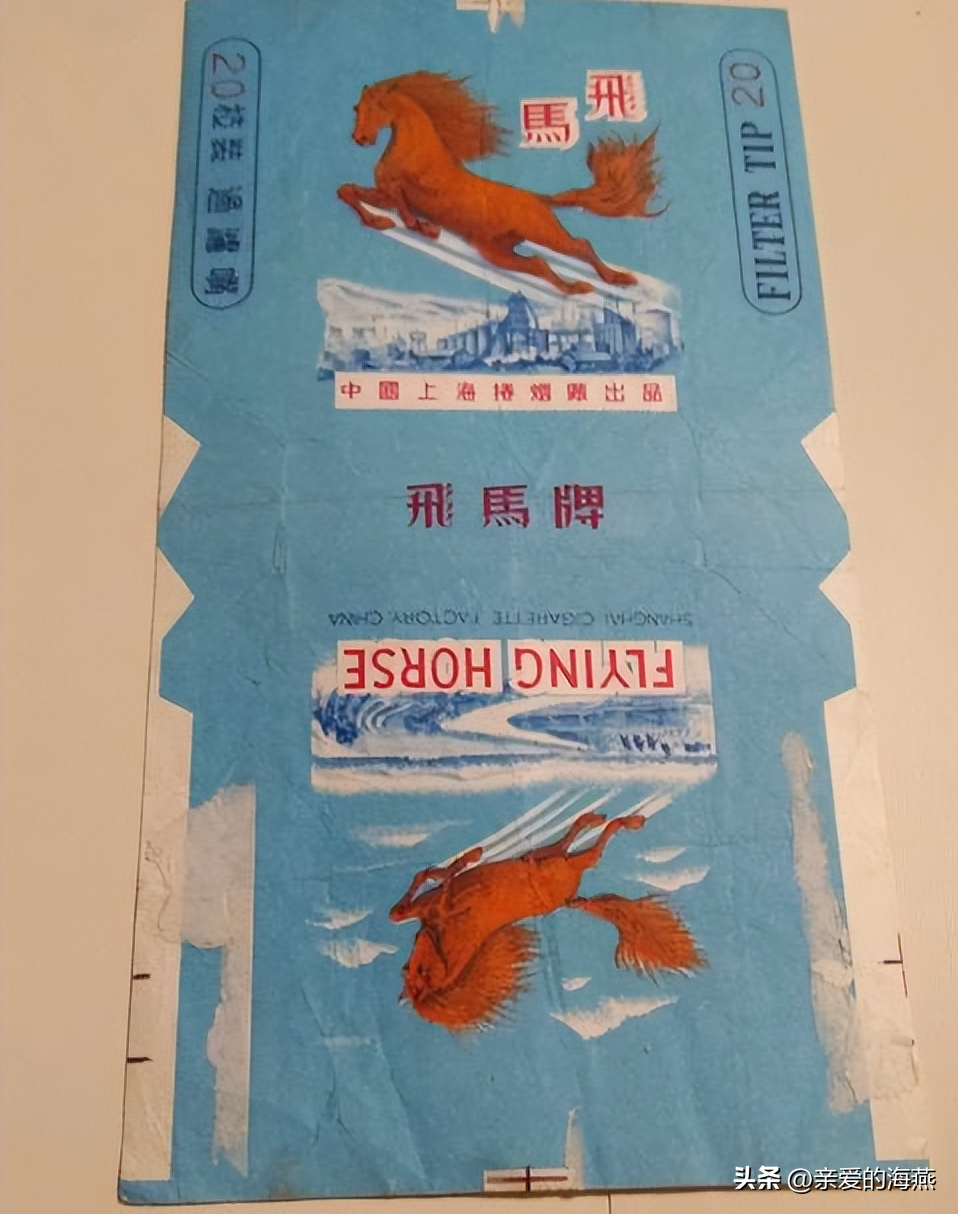 20枝裝 過濾嘴
飛馬
FILTER TIP 20
中國上海捲烟廠出品
飛馬牌
SHANGHAI CIGARETTE FACTORY, CHINA
FLYING HORSE
头条 @亲爱的海燕